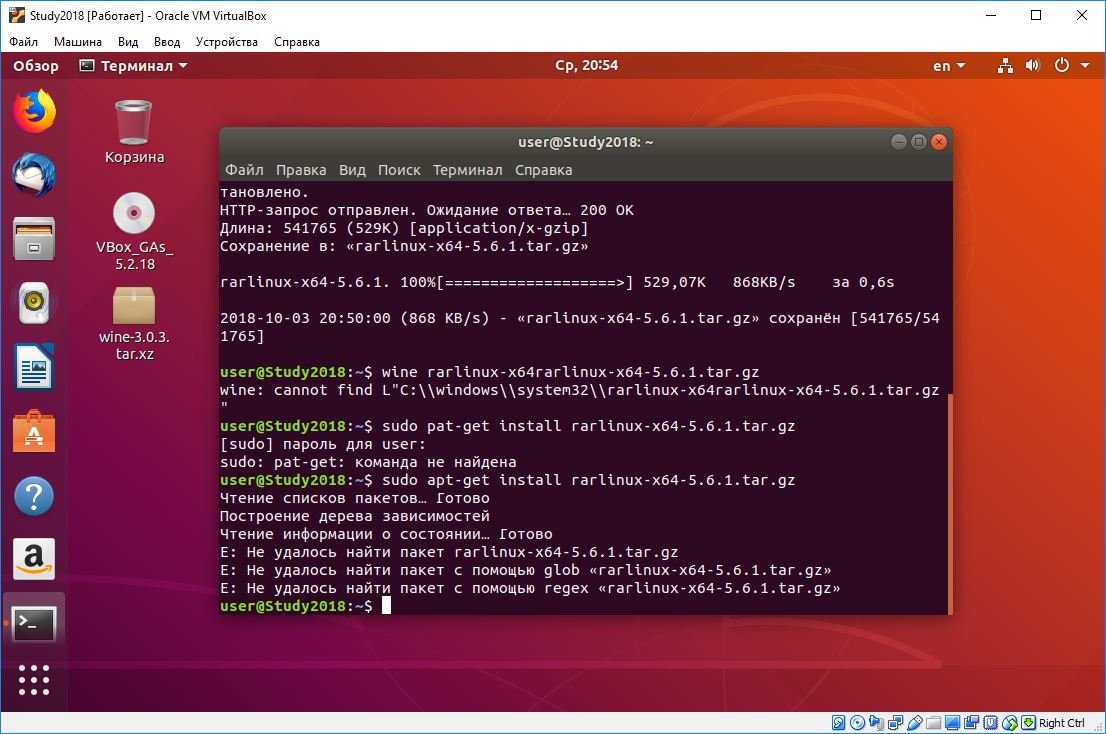 Study2018 [Работает] - Oracle VM VirtualBox
Файл Машина Вид Ввод Устройства Справка
Обзор Терминал Ср, 20:54 en
Корзина
VBox_GAs_
5.2.18
wine-3.0.3.
tar.xz
user@Study2018: ~
Файл Правка Вид Поиск Терминал Справка
тановлено.
HTTP-запрос отправлен. Ожидание ответа… 200 OK
Длина: 541765 (529K) [application/x-gzip]
Сохранение в: «rarlinux-x64-5.6.1.tar.gz»
rarlinux-x64-5.6.1. 100%[===================>] 529,07K 868KB/s за 0,6s
2018-10-03 20:50:00 (868 KB/s) - «rarlinux-x64-5.6.1.tar.gz» сохранён [541765/54
1765]
user@Study2018:~$ wine rarlinux-x64rarlinux-x64-5.6.1.tar.gz
wine: cannot find L"C:\\windows\\system32\\rarlinux-x64rarlinux-x64-5.6.1.tar.gz
"
user@Study2018:~$ sudo pat-get install rarlinux-x64-5.6.1.tar.gz
[sudo] пароль для user:
sudo: pat-get: команда не найдена
user@Study2018:~$ sudo apt-get install rarlinux-x64-5.6.1.tar.gz
Чтение списков пакетов… Готово
Построение дерева зависимостей
Чтение информации о состоянии… Готово
E: Не удалось найти пакет rarlinux-x64-5.6.1.tar.gz
E: Не удалось найти пакет с помощью glob «rarlinux-x64-5.6.1.tar.gz»
E: Не удалось найти пакет с помощью regex «rarlinux-x64-5.6.1.tar.gz»
user@Study2018:~$
Right Ctrl